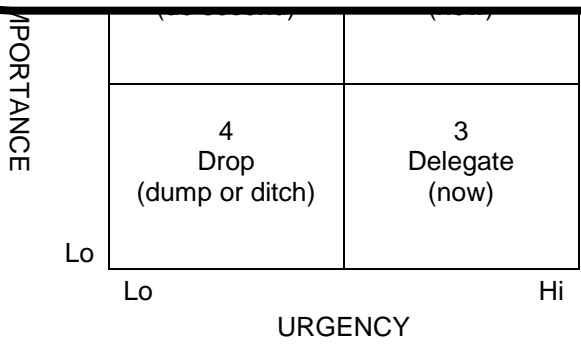 MPORTANCE
4
Drop
(dump or ditch)
3
Delegate
(now)
Lo
Lo
Hi
URGENCY